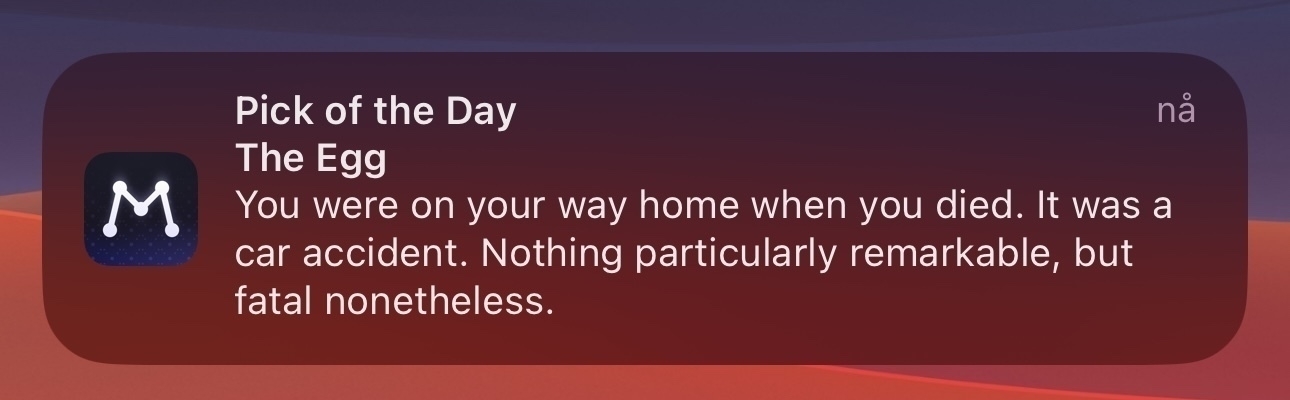 Pick of the Day
nå
The Egg
You were on your way home when you died. It was a
car accident. Nothing particularly remarkable, but
fatal nonetheless.